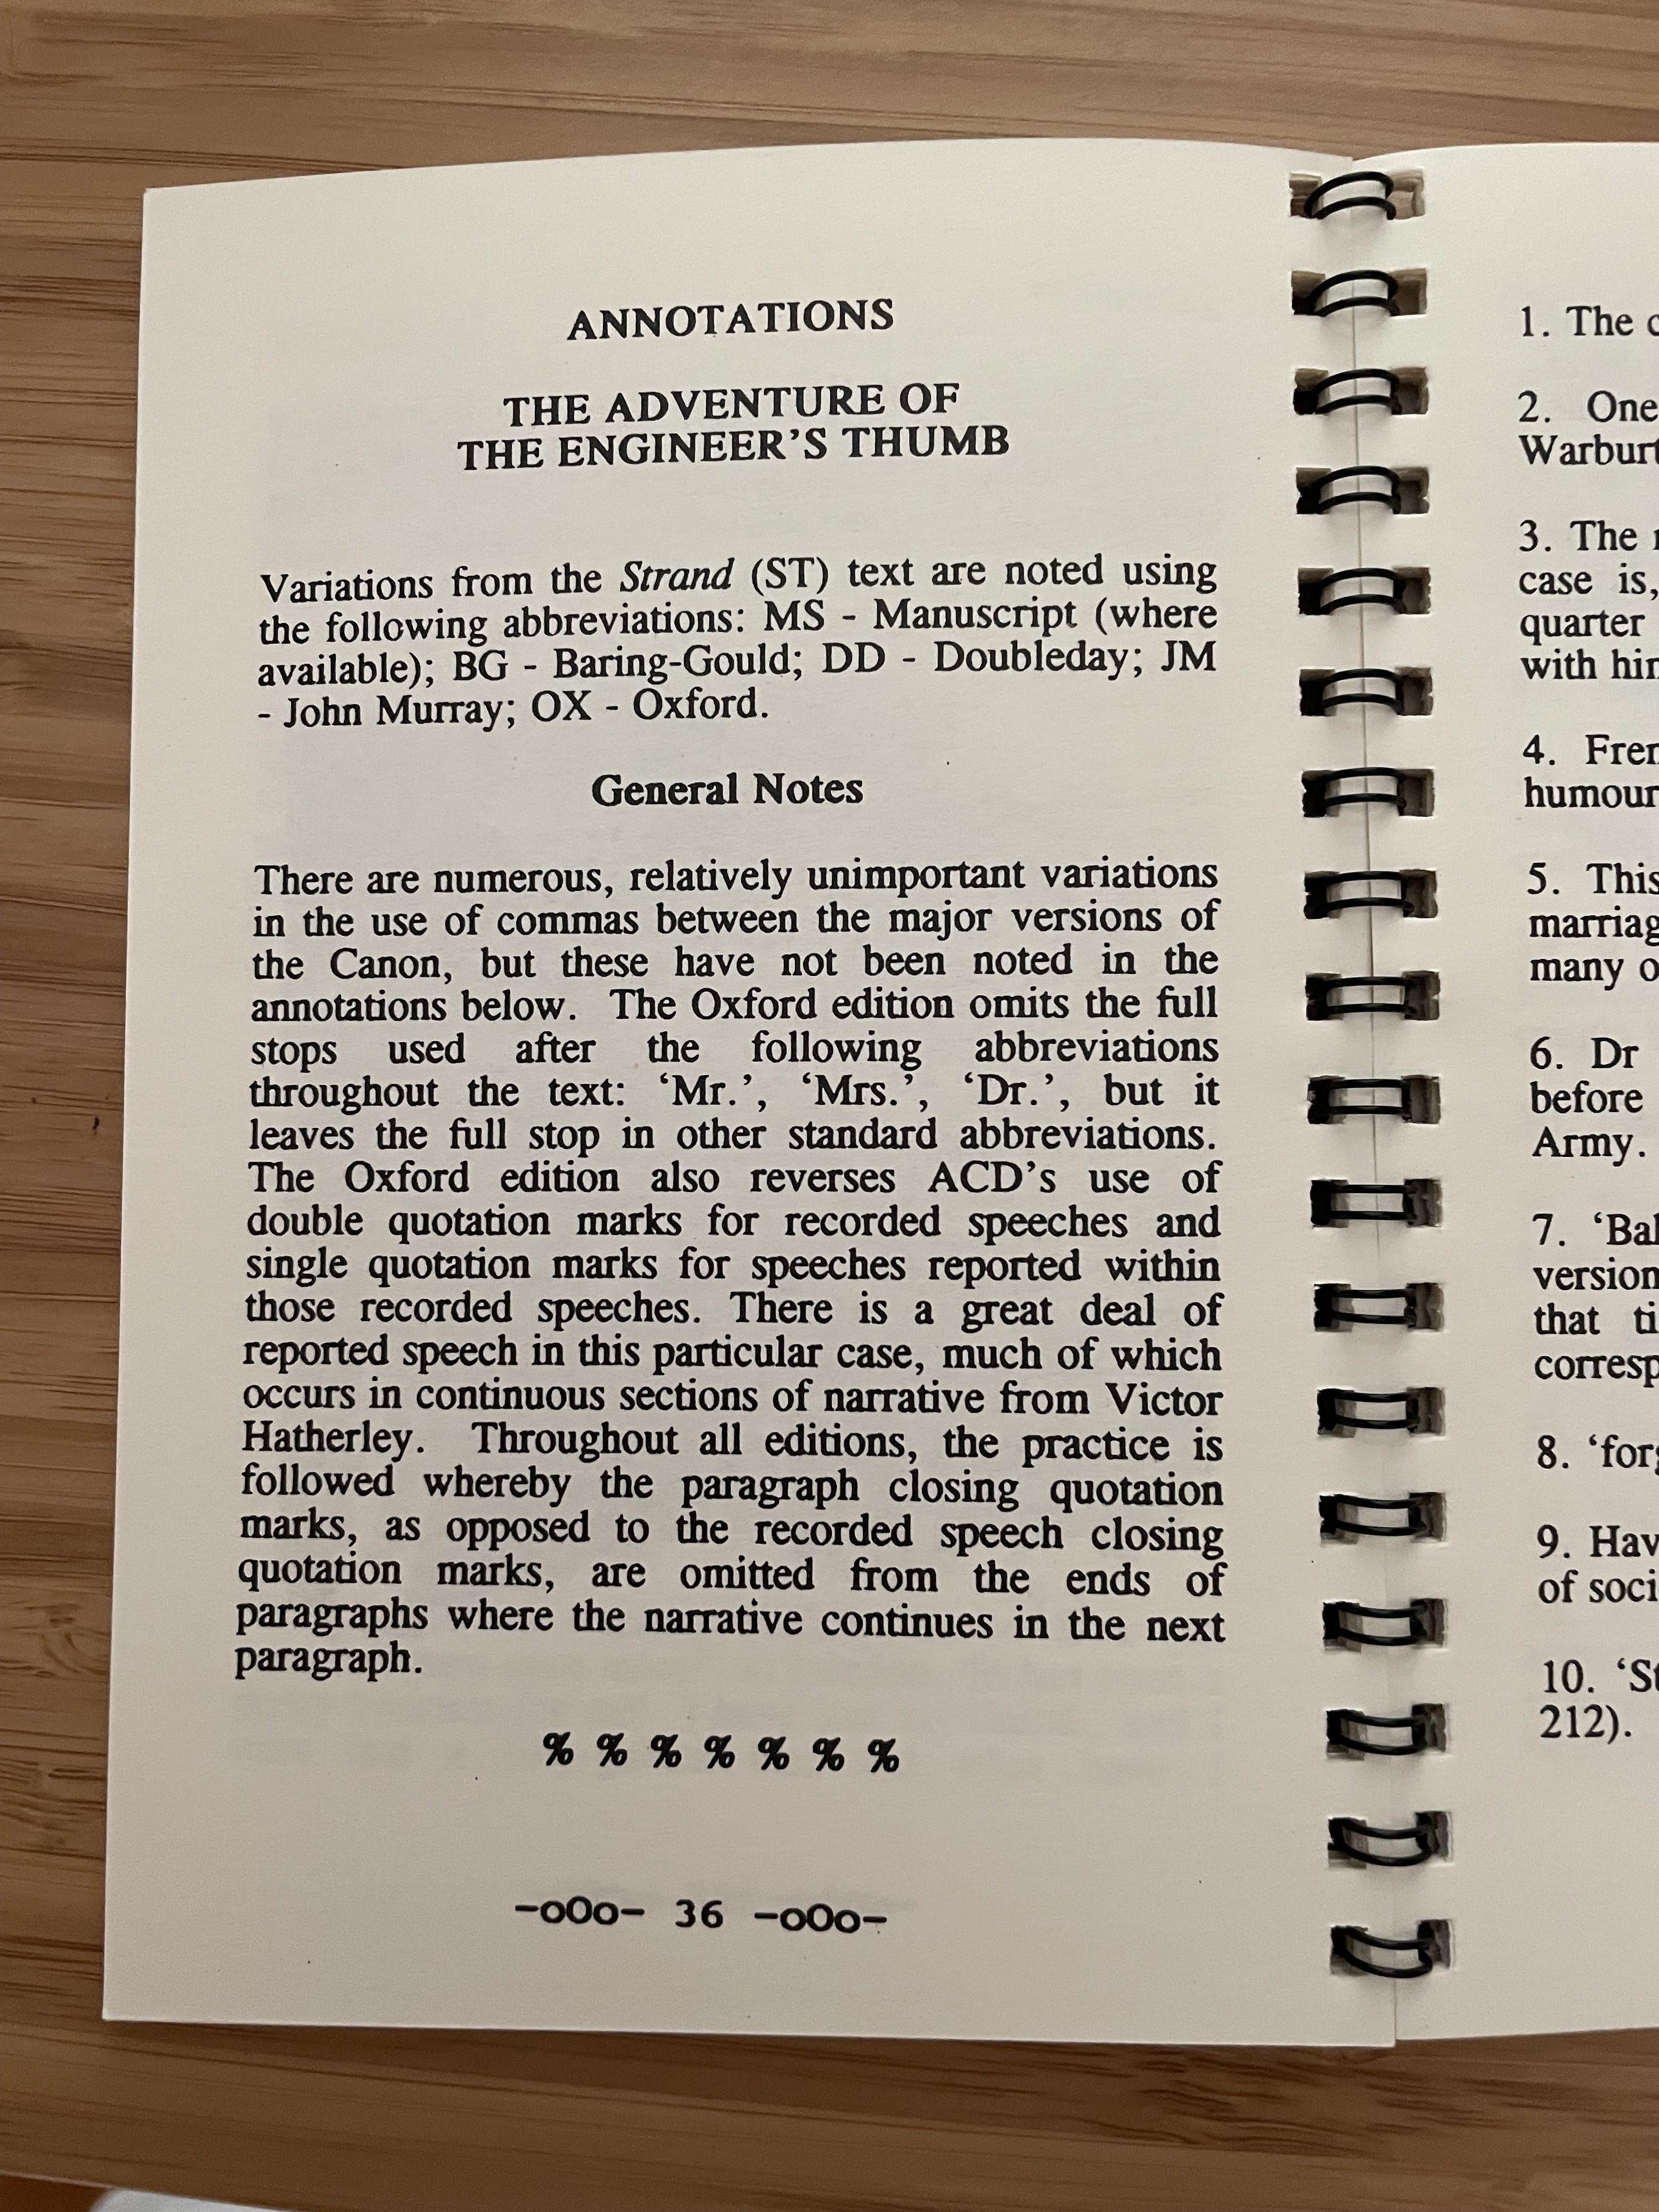 ANNOTATIONS
THE ADVENTURE OF
THE ENGINEER'S THUMB
Variations from the Strand (ST) text are noted using
the following abbreviations: MS - Manuscript (where
available); BG - Baring-Gould; DD - Doubleday; JM
- John Murray; OX - Oxford.
General Notes
There are numerous, relatively unimportant variations
in the use of commas between the major versions of
the Canon, but these have not been noted in the
annotations below. The Oxford edition omits the full
stops used after the following abbreviations
throughout the text: ‘Mr.’, ‘Mrs.’, ‘Dr.’, but it
leaves the full stop in other standard abbreviations.
The Oxford edition also reverses ACD's use of
double quotation marks for recorded speeches and
single quotation marks for speeches reported within
those recorded speeches. There is a great deal of
reported speech in this particular case, much of which
occurs in continuous sections of narrative from Victor
Hatherley. Throughout all editions, the practice is
followed whereby the paragraph closing quotation
marks, as opposed to the recorded speech closing
quotation marks, are omitted from the ends of
paragraphs where the narrative continues in the next
paragraph.
% % % % % % %
-oOo- 36 -oOo-
1. The
2. One
3. The
case is,
quarter
with
4.
5. This
many
6. Dr
before
Army.
7.
that
8.
9.
of
10.
212).